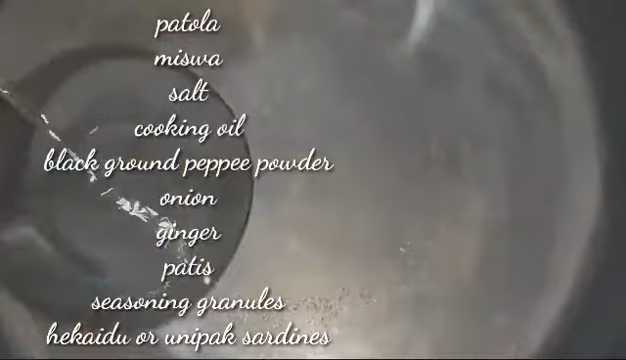 patola
miswa
salt
cooking oil
black ground peppee powder
onion
ginger
patis
seasoning granules
hekaidu or unipak sardines